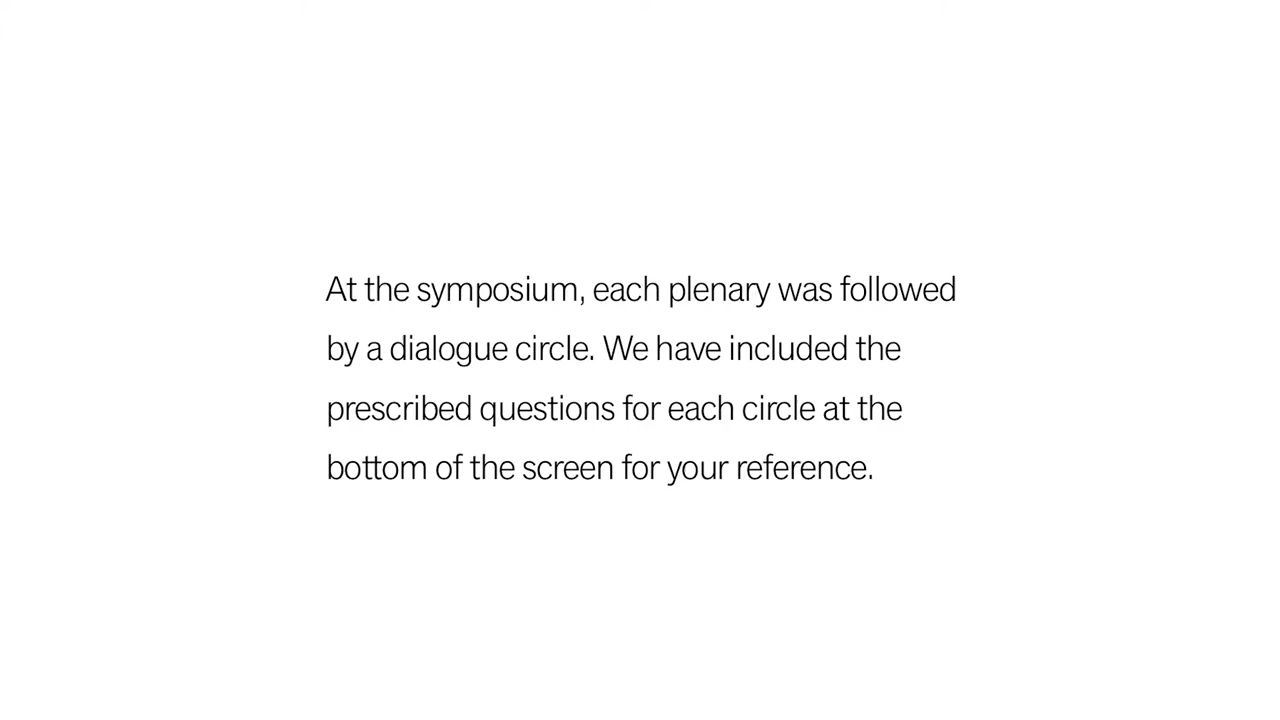 At the symposium, each plenary was followed
by a dialogue circle. We have included the
prescribed questions for each circle at the
bottom of the screen for your reference.